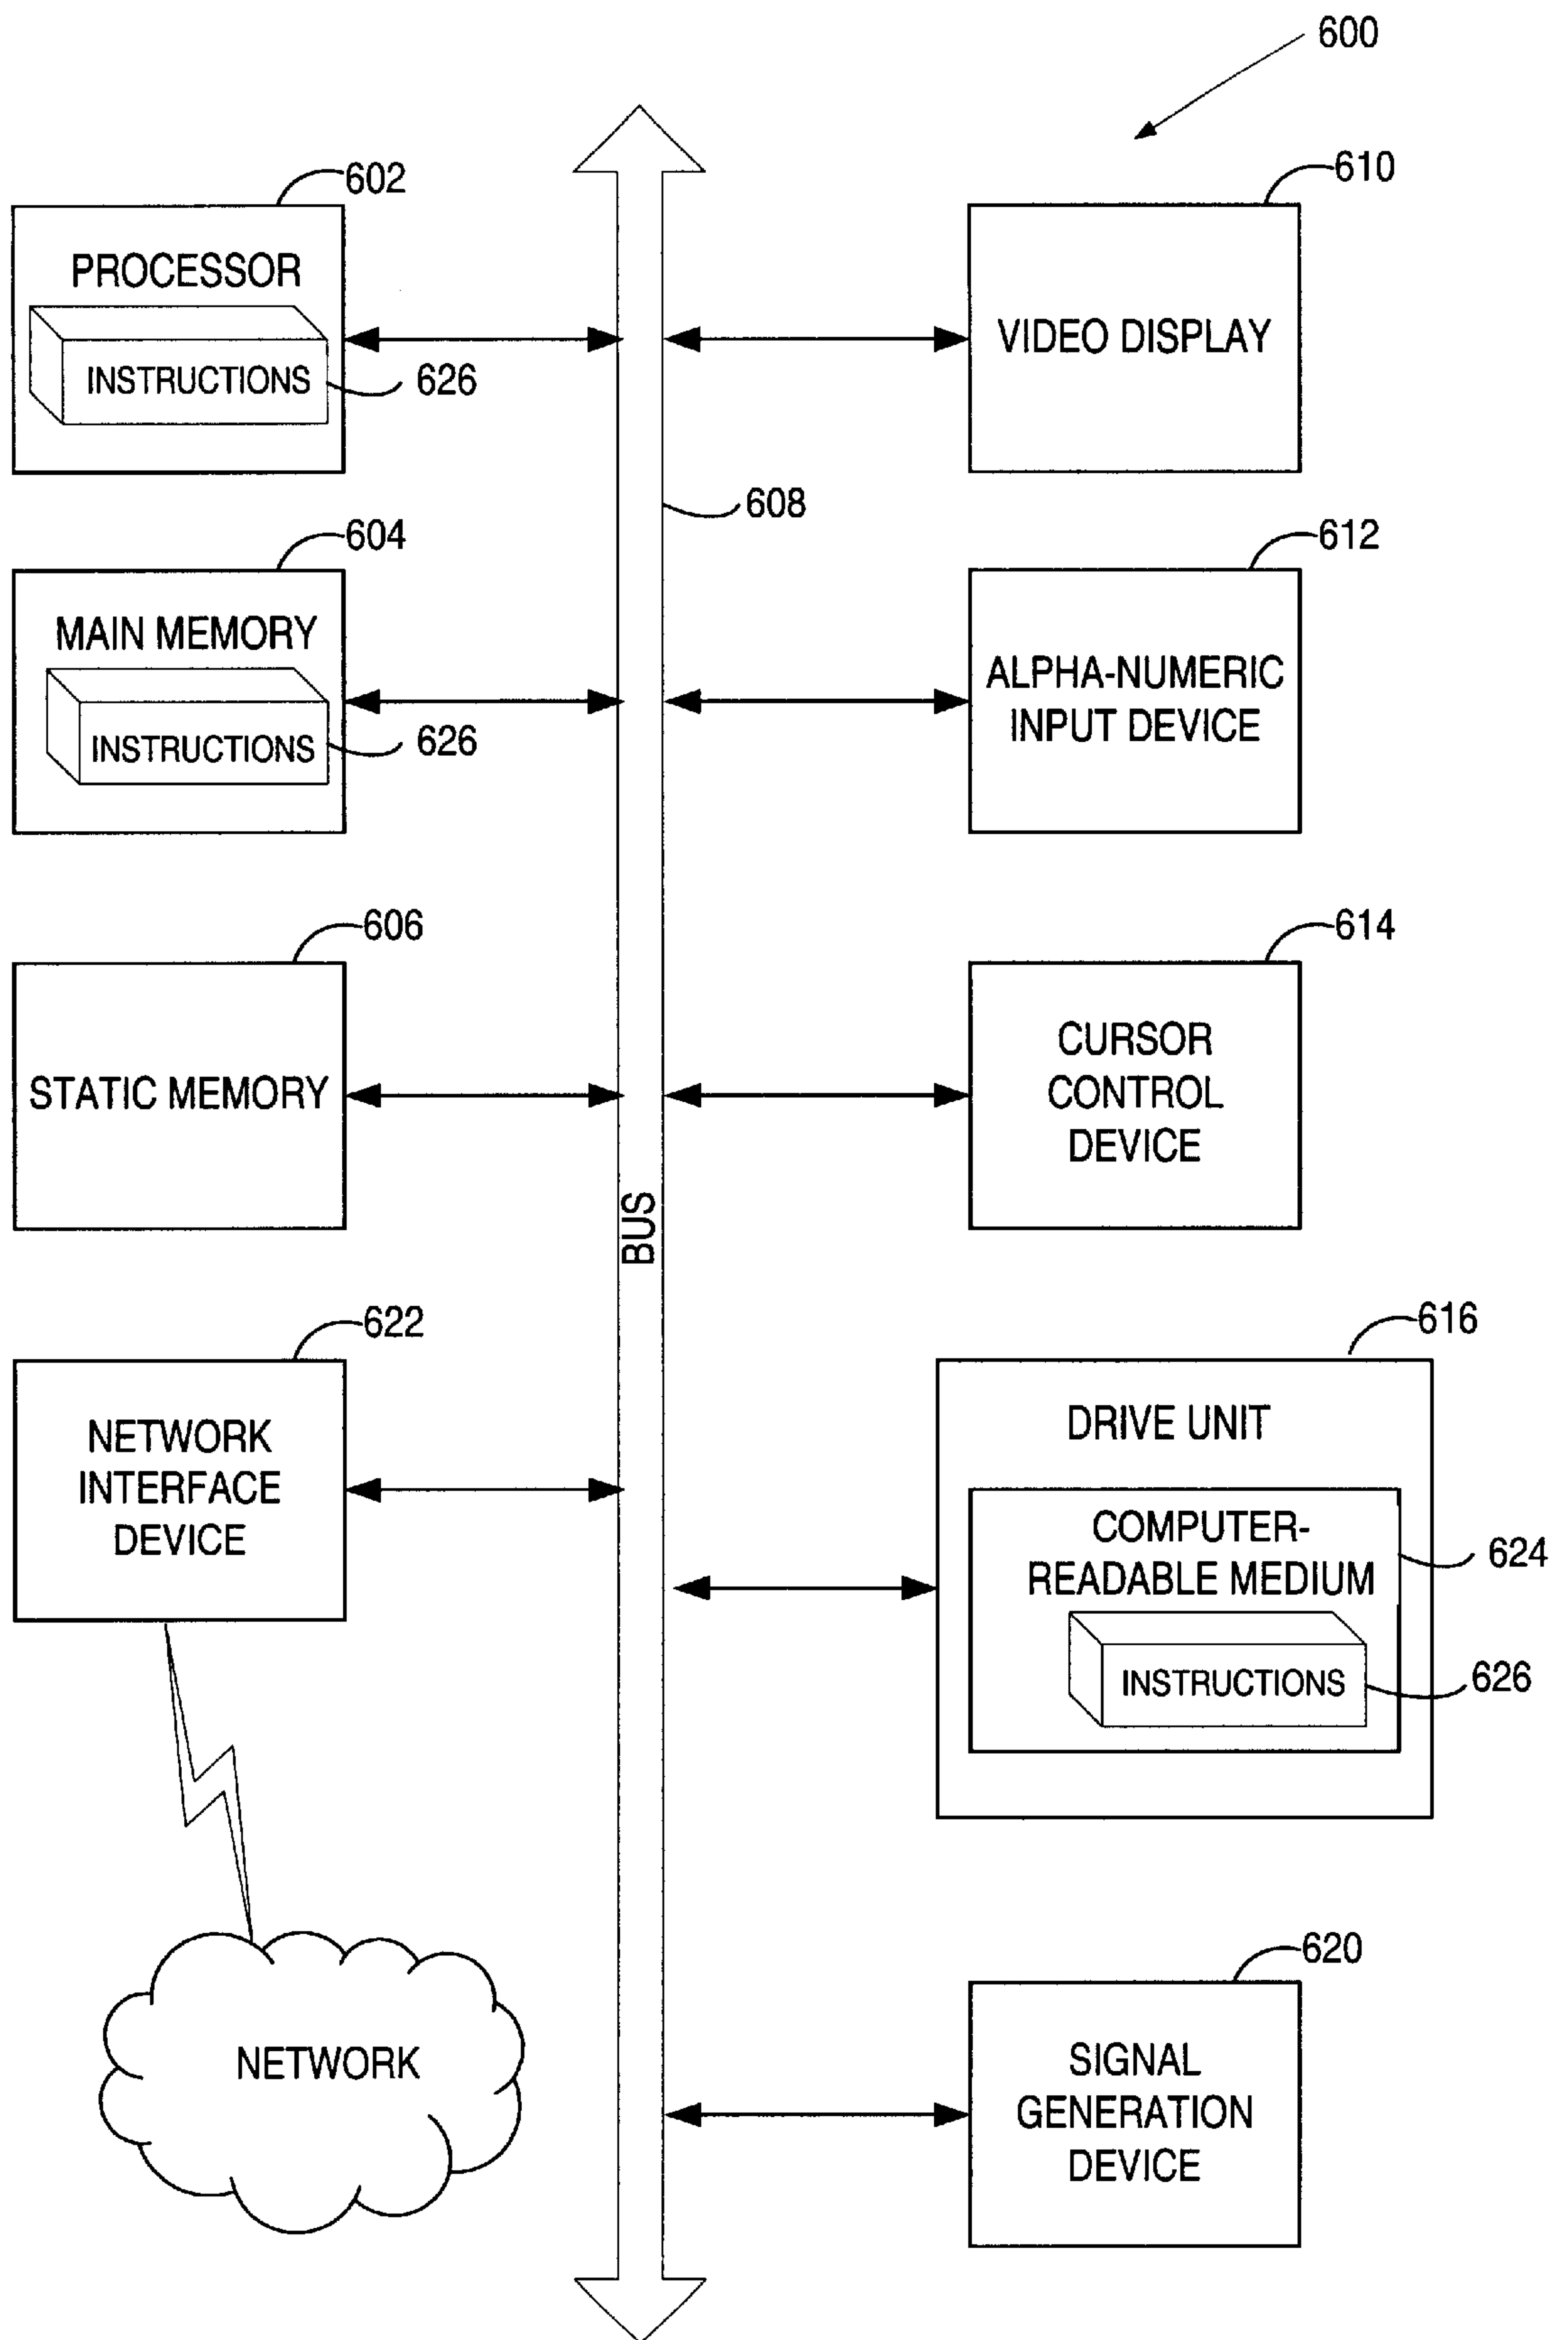 600
602
PROCESSOR
INSTRUCTIONS
626
610
VIDEO DISPLAY
608
604
MAIN MEMORY
INSTRUCTIONS
626
612
ALPHA-NUMERIC
INPUT DEVICE
606
STATIC MEMORY
614
CURSOR
CONTROL
DEVICE
BUS
622
NETWORK
INTERFACE
DEVICE
616
DRIVE UNIT
COMPUTER-
READABLE MEDIUM
624
INSTRUCTIONS
626
NETWORK
620
SIGNAL
GENERATION
DEVICE